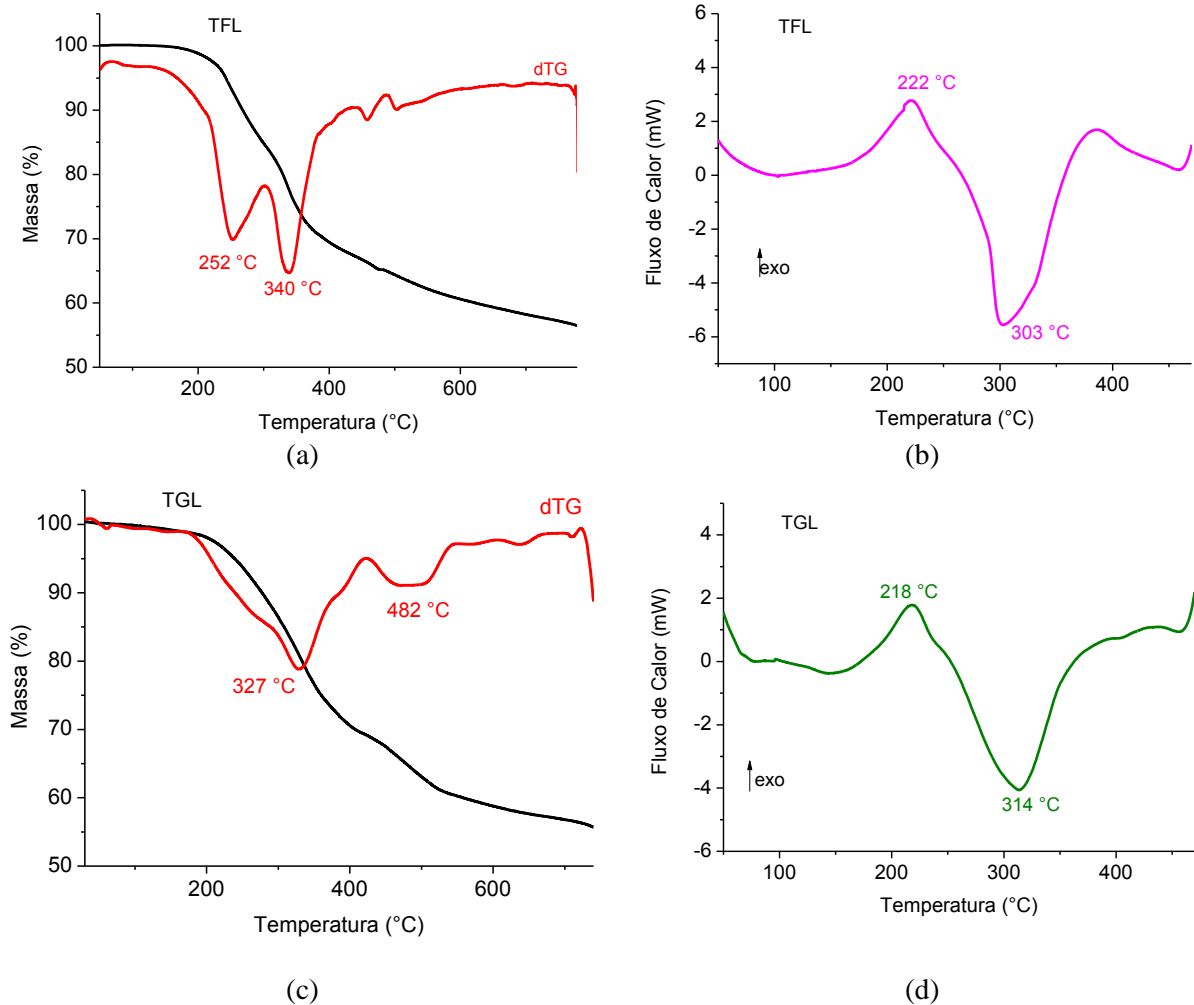 TFL
dTG
100
90
80
70
60
50
252 °C
340 °C
200
400
600
Massa (%)
Temperatura (°C)
(a)
TFL
222 °C
6
4
2
0
-2
-4
-6
exo
303 °C
100
200
300
400
Fluxo de Calor (mW)
Temperatura (°C)
(b)
TGL
dTG
100
90
80
70
60
50
482 °C
327 °C
200
400
600
Massa (%)
Temperatura (°C)
(c)
TGL
218 °C
4
2
0
-2
-4
-6
exo
314 °C
100
200
300
400
Fluxo de Calor (mW)
Temperatura (°C)
(d)